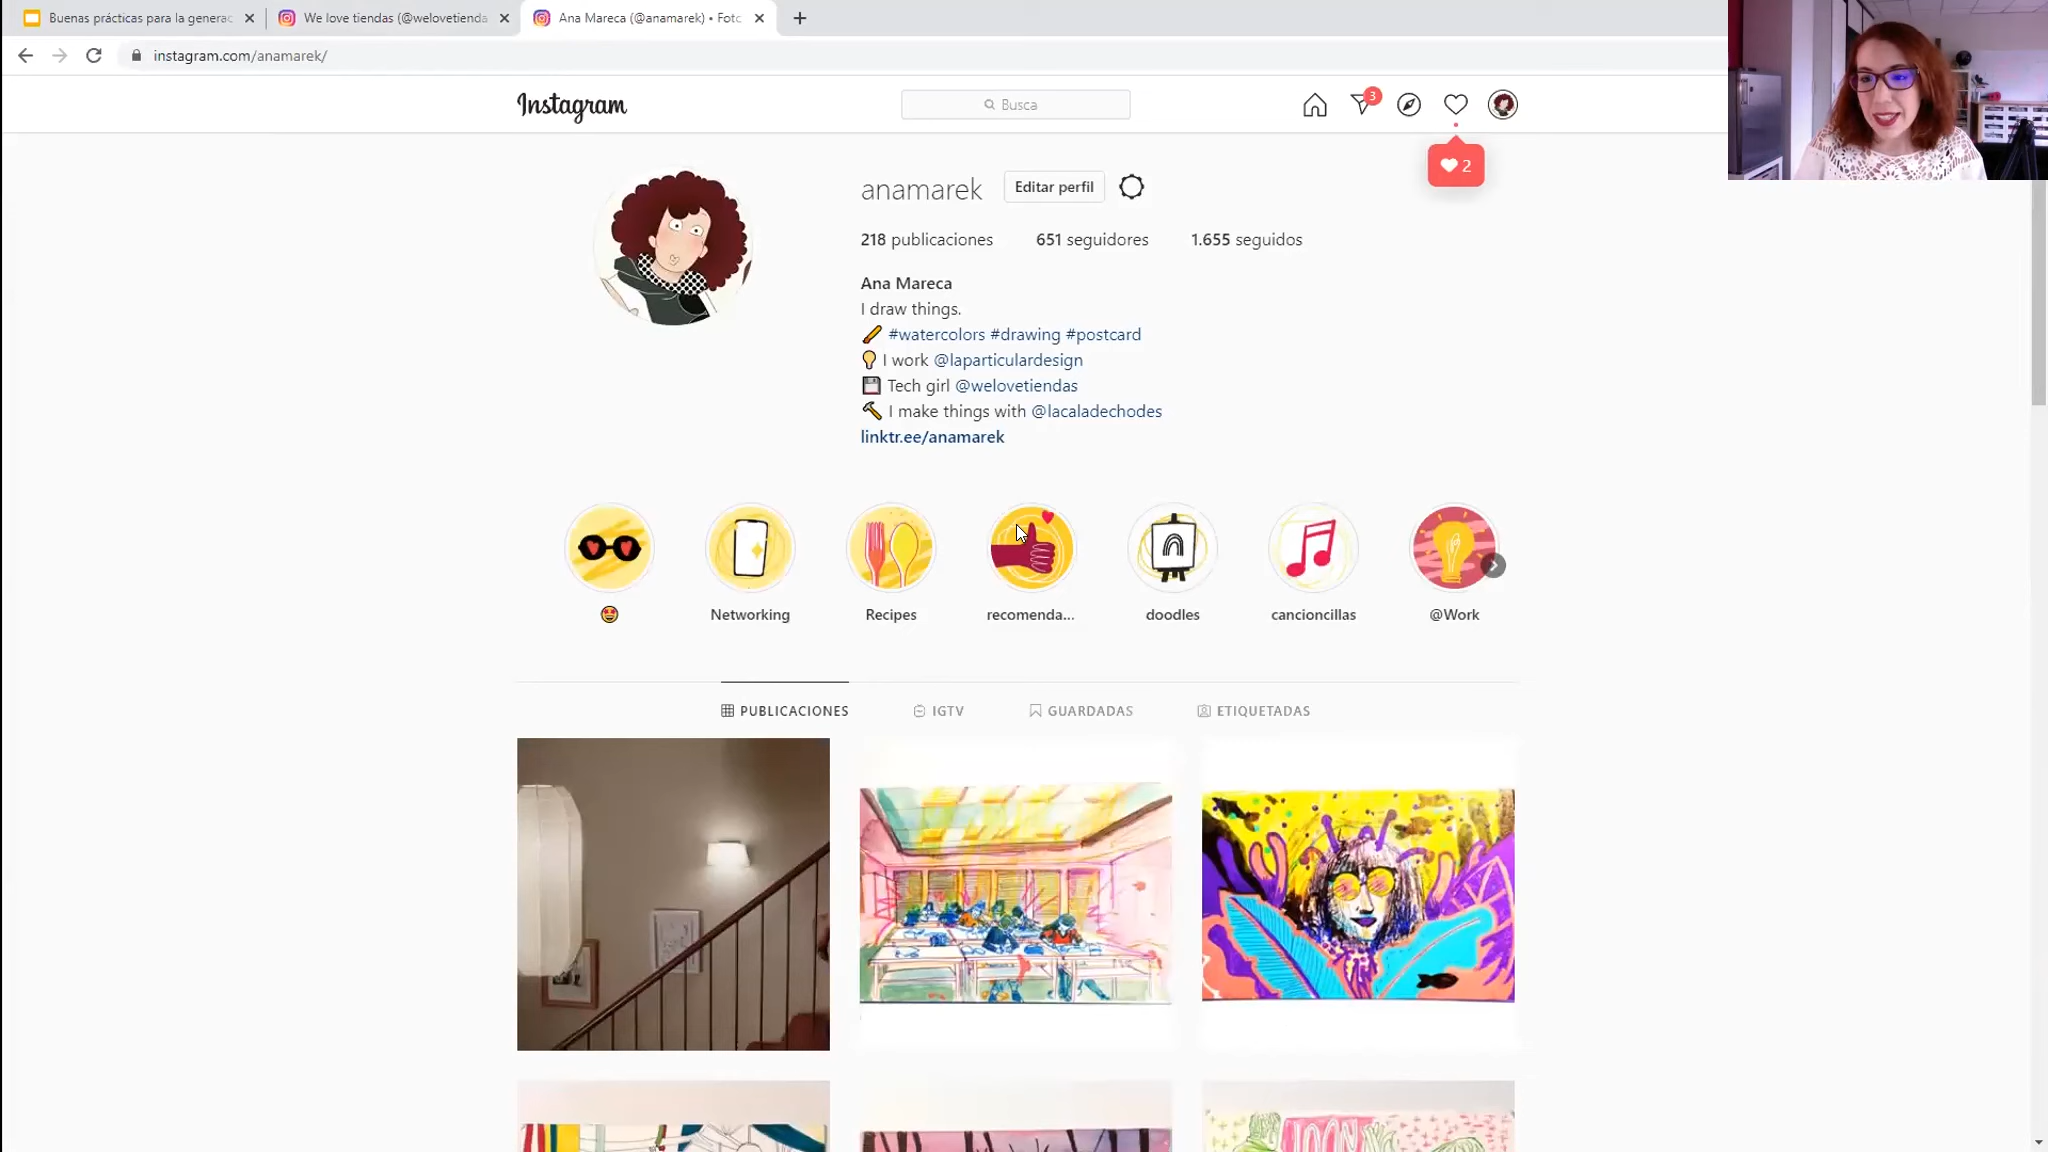 Buenas prácticas para la generac
We love tiendas (@welovetienda
Ana Mareca (@anamarek) • Fotc
instagram.com/anamarek/
Instagram
Busca
3
2
anamarek
Editar perfil
218 publicaciones
651 seguidores
1.655 seguidos
Ana Mareca
I draw things.
#watercolors #drawing #postcard
I work @laparticulardesign
Tech girl @welovetiendas
I make things with @lacaladechodes
linktr.ee/anamarek
Networking
Recipes
recomenda...
doodles
cancioncillas
@Work
PUBLICACIONES
IGTV
GUARDADAS
ETIQUETADAS